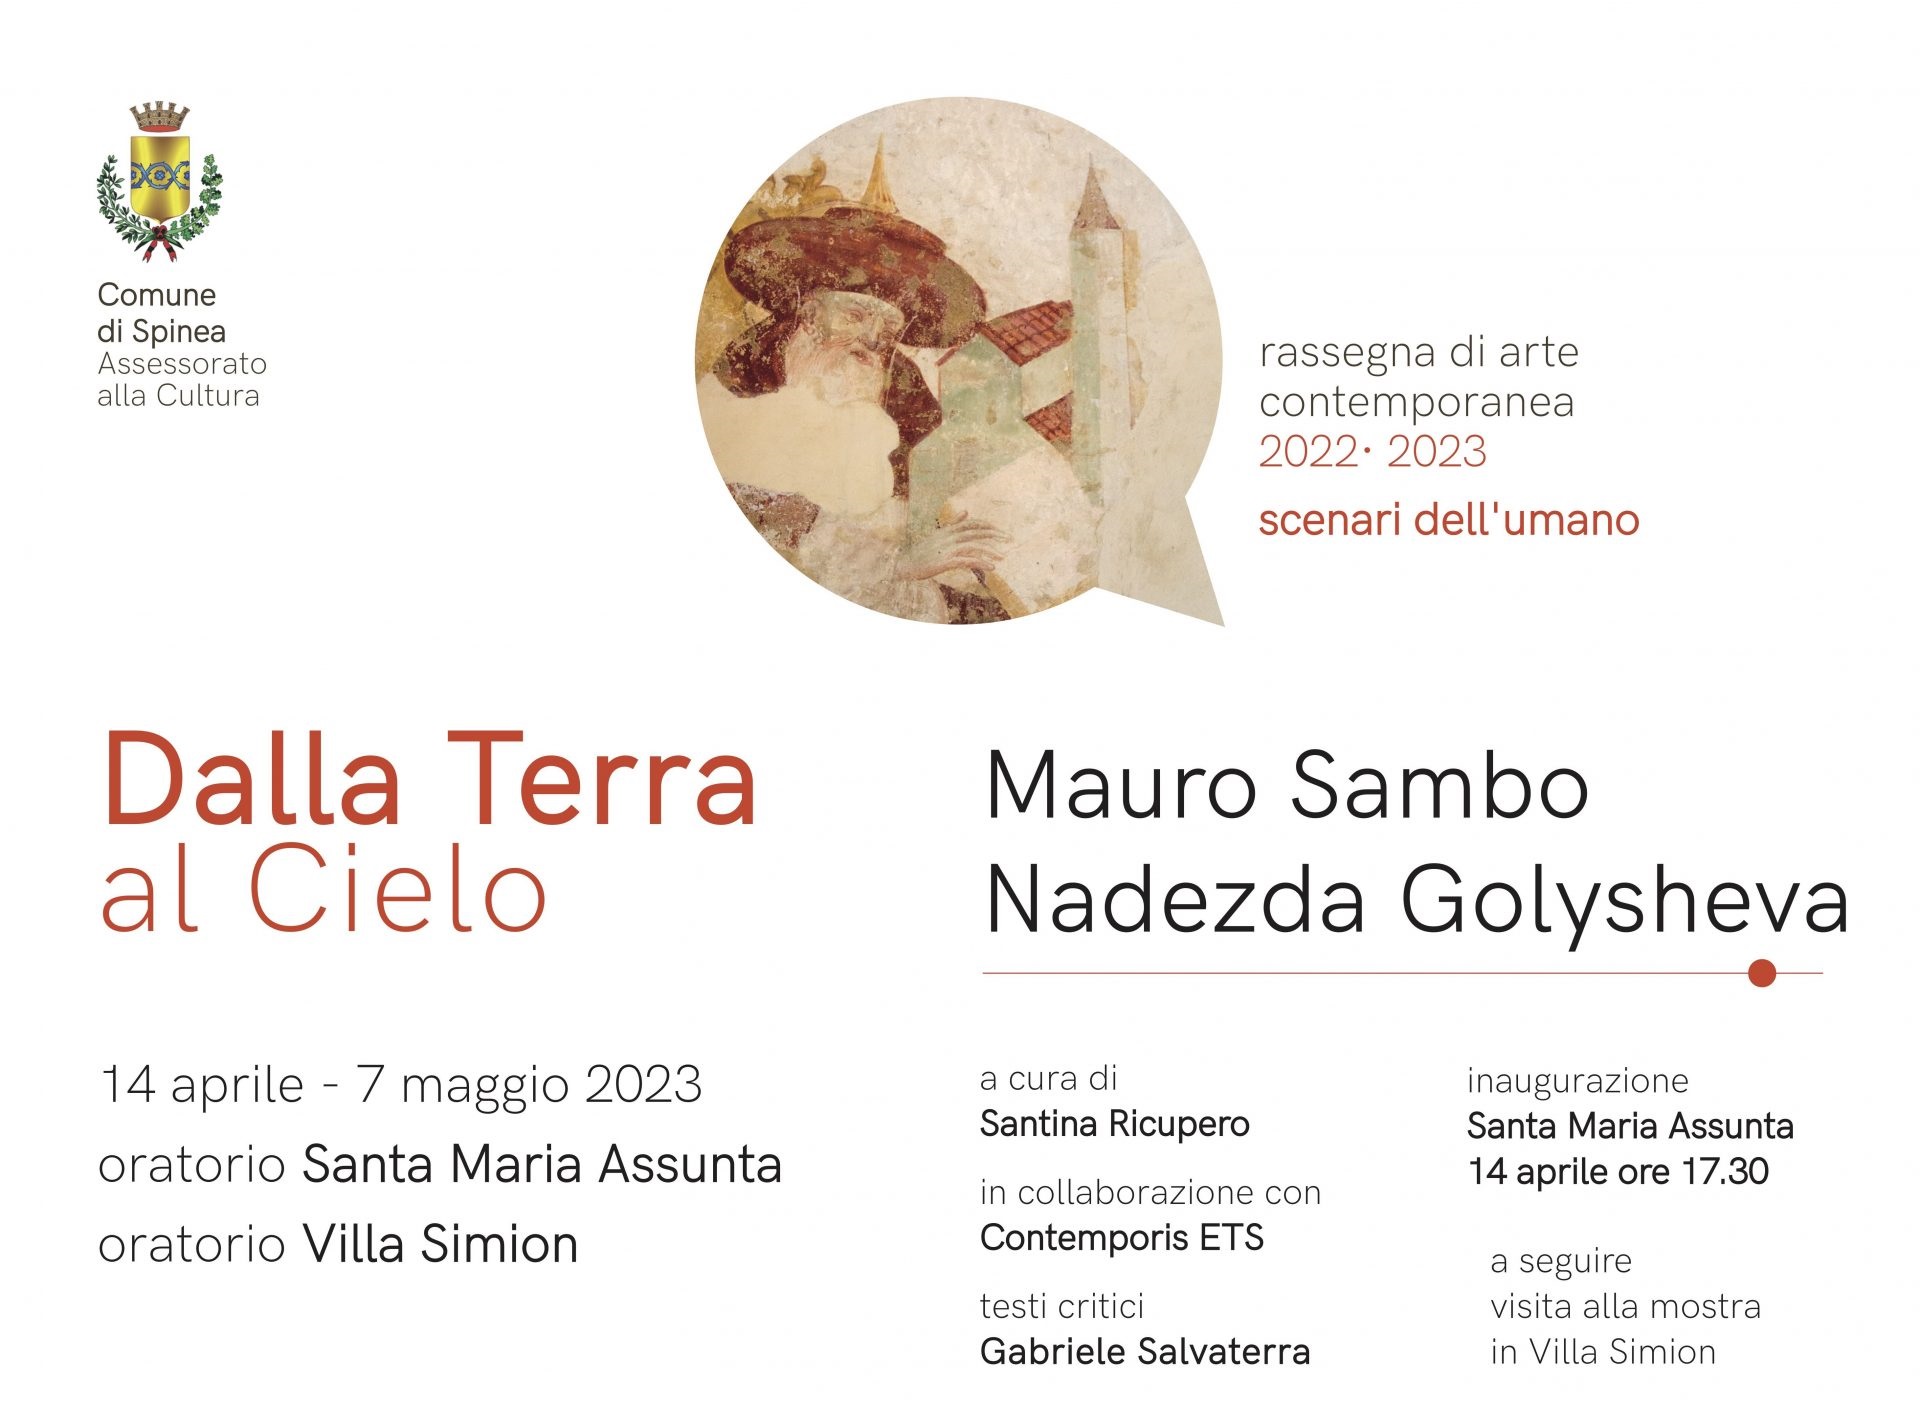 Comune
di Spinea
Assessorato
alla Cultura
rassegna di arte
contemporanea
2022· 2023
scenari dell'umano
Dalla Terra
al Cielo
Mauro Sambo
Nadezda Golysheva
14 aprile - 7 maggio 2023
oratorio Santa Maria Assunta
oratorio Villa Simion
a cura di
Santina Ricupero
in collaborazione con
Contemporis ETS
testi critici
Gabriele Salvaterra
inaugurazione
Santa Maria Assunta
14 aprile ore 17.30
a seguire
visita alla mostra
in Villa Simion